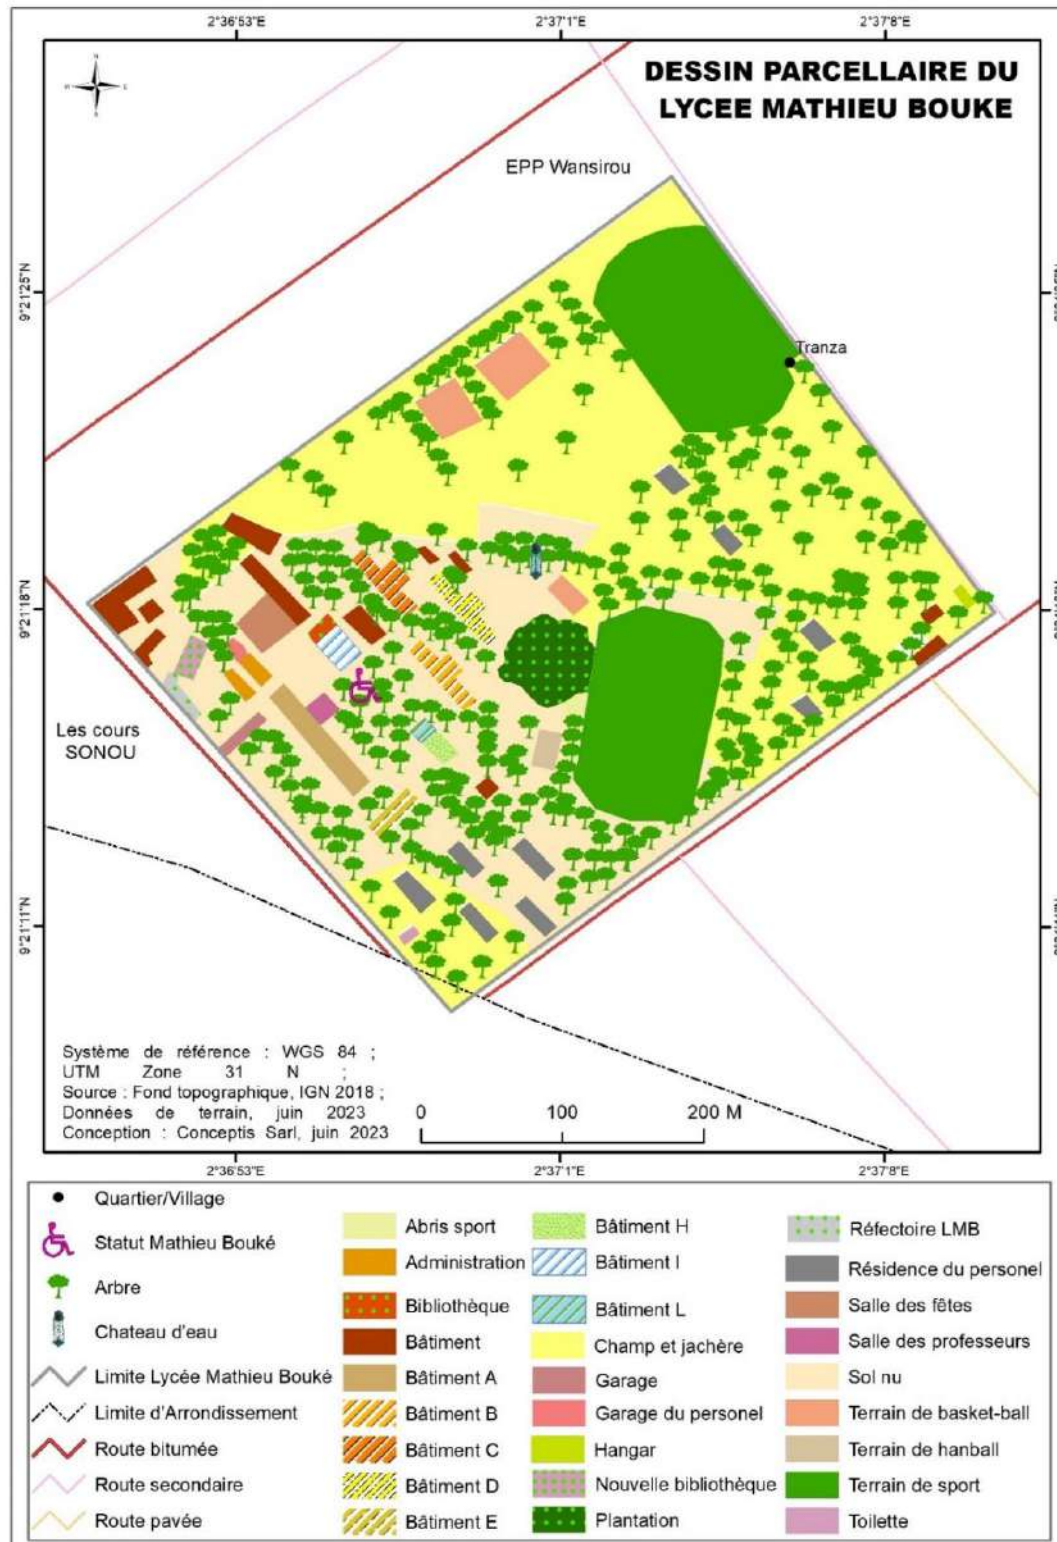 2°36'53"E
2°37'1"E
2°37'8"E
DESSIN PARCELLAIRE DU
LYCEE MATHIEU BOUKE
N
E
S
EPP Wansirou
9°21'25"N
Tranza
9°21'18"N
Les cours
SONOU
9°21'11"N
Système de référence : WGS 84 ;
UTM Zone 31 N ;
Source : Fond topographique, IGN 2018 ;
Données de terrain, juin 2023
Conception : Conceptis Sarl, juin 2023
0 100 200 M
2°36'53"E
2°37'1"E
2°37'8"E
Quartier/Village
Statut Mathieu Bouké
Arbre
Chateau d'eau
Limite Lycée Mathieu Bouké
Limite d'Arrondissement
Route bitumée
Route secondaire
Route pavée
Abris sport
Administration
Bibliothèque
Bâtiment
Bâtiment A
Bâtiment B
Bâtiment C
Bâtiment D
Bâtiment E
Bâtiment H
Bâtiment I
Bâtiment L
Champ et jachère
Garage
Garage du personel
Hangar
Nouvelle bibliothèque
Plantation
Réfectoire LMB
Résidence du personel
Salle des fêtes
Salle des professeurs
Sol nu
Terrain de basket-ball
Terrain de hanball
Terrain de sport
Toilette